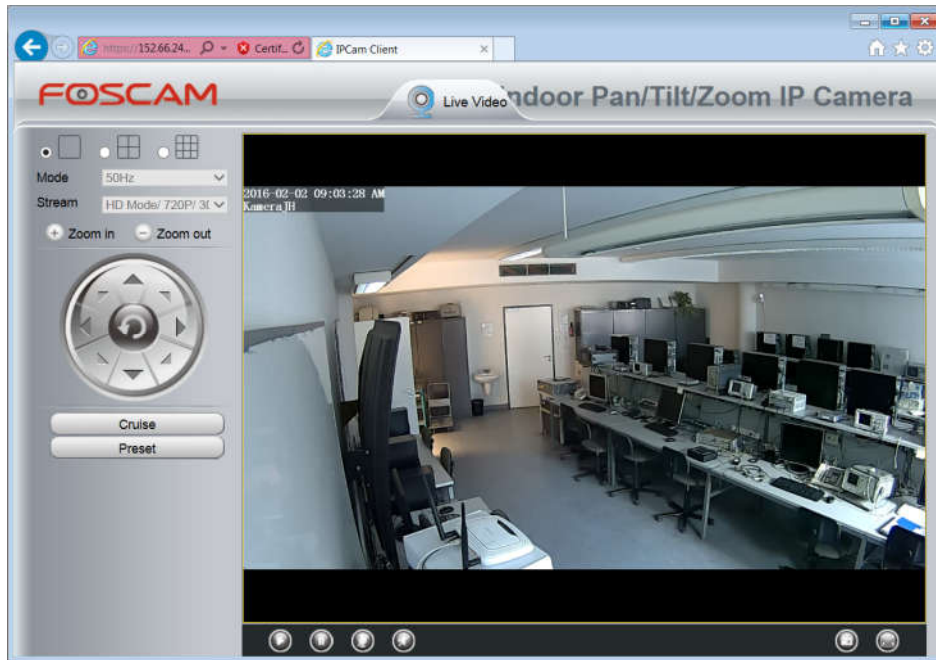 https://152.66.24...
Certif...
IPCam Client
FOSCAM
Live Video
ndoor Pan/Tilt/Zoom IP Camera
Mode
50Hz
Stream
HD Mode/ 720P/ 3(
Zoom in
Zoom out
2016-02-02 09:03:28 AM
KameraJH
Cruise
Preset